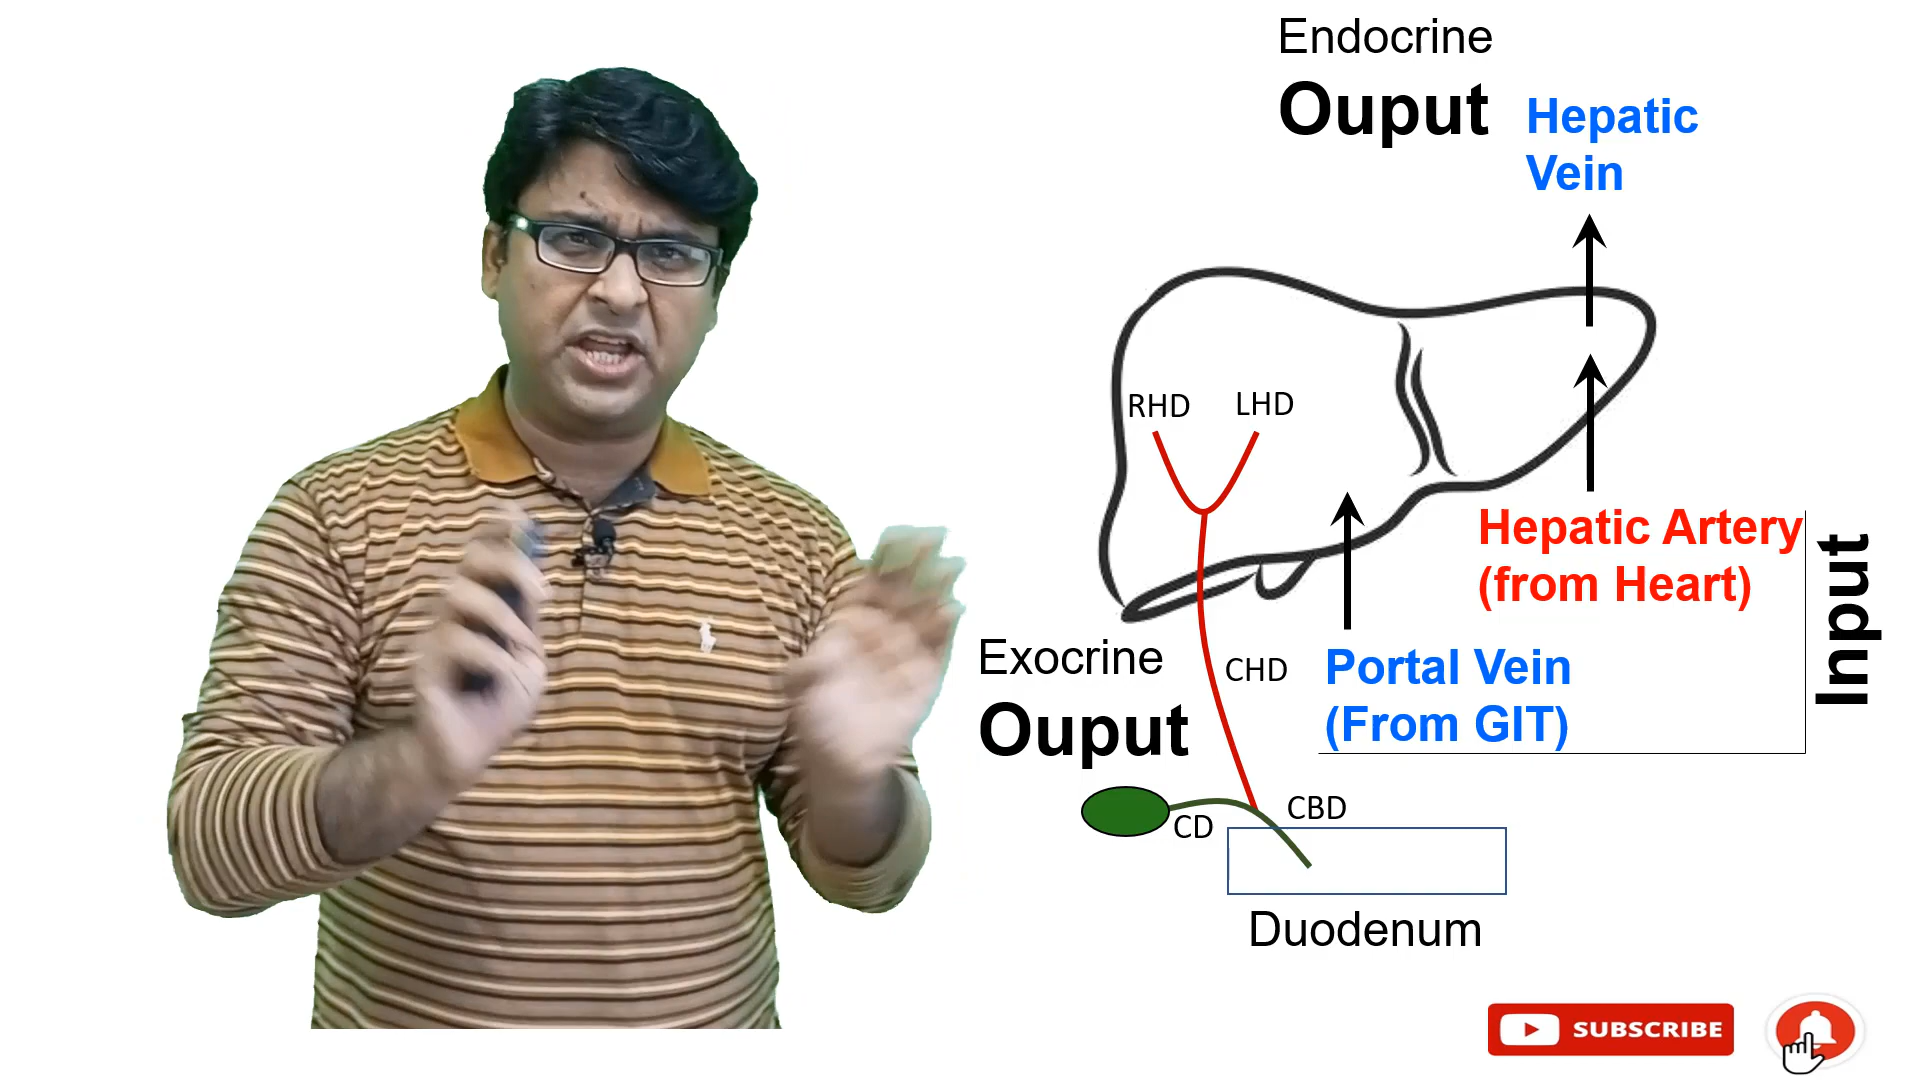 Endocrine
Ouput
Hepatic
Vein
RHD
LHD
Hepatic Artery
(from Heart)
Input
Exocrine
Ouput
CHD
Portal Vein
(From GIT)
CD
CBD
Duodenum
SUBSCRIBE